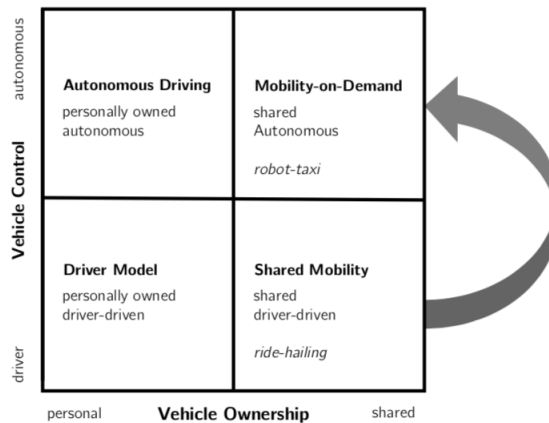 autonomous
Vehicle Control
driver
Autonomous Driving
personally owned
autonomous
Mobility-on-Demand
shared
Autonomous
robot-taxi
Driver Model
personally owned
driver-driven
Shared Mobility
shared
driver-driven
ride-hailing
personal
Vehicle Ownership
shared